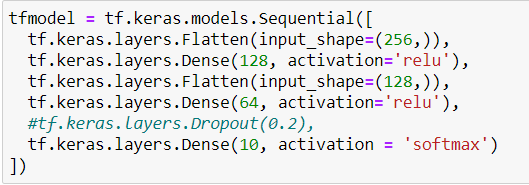 tfmodel = tf.keras.models.Sequential([
  tf.keras.layers.Flatten(input_shape=(256,)),
  tf.keras.layers.Dense(128, activation='relu'),
  tf.keras.layers.Flatten(input_shape=(128,)),
  tf.keras.layers.Dense(64, activation='relu'),
  #tf.keras.layers.Dropout(0.2),
  tf.keras.layers.Dense(10, activation = 'softmax')
])